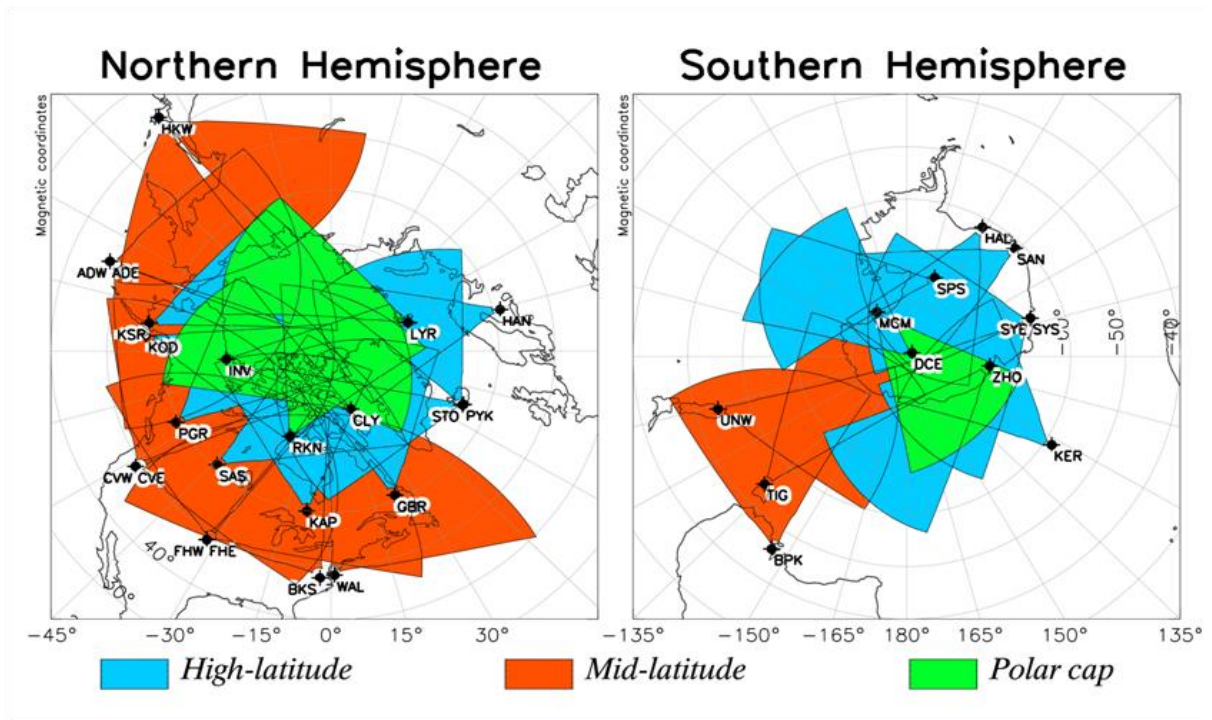 Northern Hemisphere
Southern Hemisphere
Magnetic coordinates
HKW
ADW ADE
KSR
KOD
INV
LYR
HAN
STO PYK
CLY
RKN
PGR
CVW CVE
SAS
KAP
GBR
FHW FHE
40°
BKS WAL
-45° -30° -15° 0° 15° 30°
Magnetic coordinates
HAL
SAN
SPS
MCM
SYE SYS
DCE
ZHO
-50°
-40°
UNW
KER
TIG
BPK
-135° -150° -165° 180° 165° 150° 135°
High-latitude
Mid-latitude
Polar cap